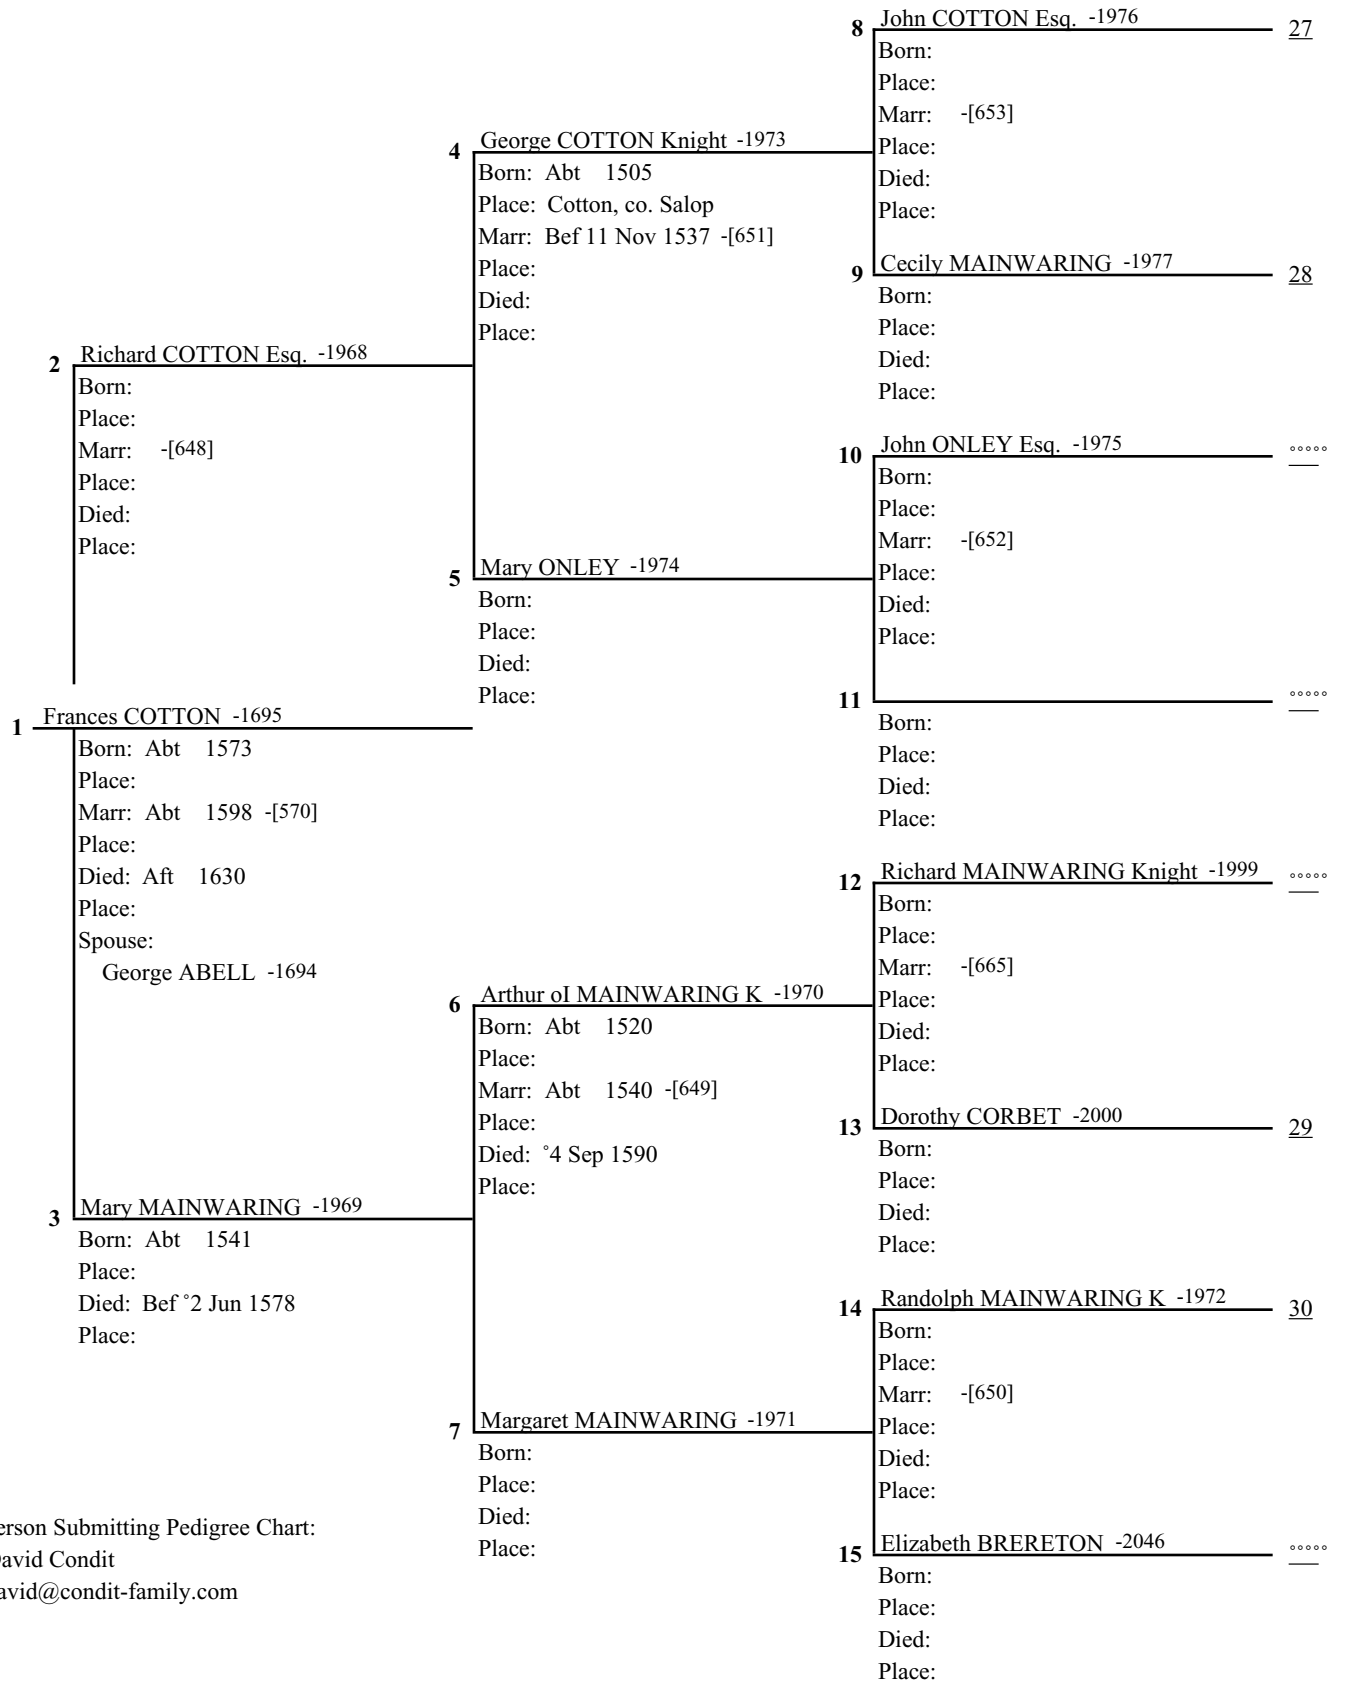 1 Frances COTTON -1695
Born: Abt 1573
Place:
Marr: Abt 1598 -[570]
Place:
Died: Aft 1630
Place:
Spouse:
George ABELL -1694
2 Richard COTTON Esq. -1968
Born:
Place:
Marr: -[648]
Place:
Died:
Place:
3 Mary MAINWARING -1969
Born: Abt 1541
Place:
Died: Bef °2 Jun 1578
Place:
4 George COTTON Knight -1973
Born: Abt 1505
Place: Cotton, co. Salop
Marr: Bef 11 Nov 1537 -[651]
Place:
Died:
Place:
5 Mary ONLEY -1974
Born:
Place:
Died:
Place:
6 Arthur oI MAINWARING K -1970
Born: Abt 1520
Place:
Marr: Abt 1540 -[649]
Place:
Died: °4 Sep 1590
Place:
7 Margaret MAINWARING -1971
Born:
Place:
Died:
Place:
8 John COTTON Esq. -1976 27
Born:
Place:
Marr: -[653]
Place:
Died:
Place:
9 Cecily MAINWARING -1977 28
Born:
Place:
Died:
Place:
10 John ONLEY Esq. -1975 °°°°°
Born:
Place:
Marr: -[652]
Place:
Died:
Place:
11 °°°°°
Born:
Place:
Died:
Place:
12 Richard MAINWARING Knight -1999 °°°°°
Born:
Place:
Marr: -[665]
Place:
Died:
Place:
13 Dorothy CORBET -2000 29
Born:
Place:
Died:
Place:
14 Randolph MAINWARING K -1972 30
Born:
Place:
Marr: -[650]
Place:
Died:
Place:
15 Elizabeth BRERETON -2046 °°°°°
Born:
Place:
Died:
Place:
erson Submitting Pedigree Chart:
avid Condit
avid@condit-family.com